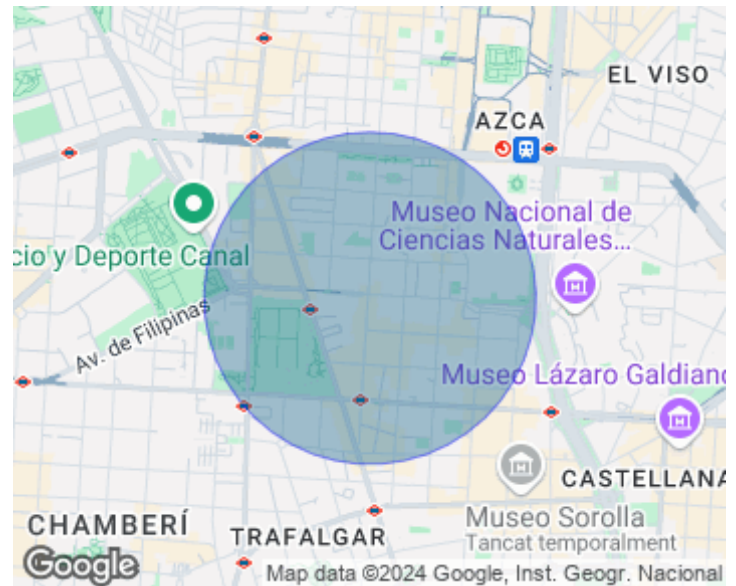 EL VISO
AZCA
Museo Nacional de
Ciencias Naturales...
cio y Deporte Canal
Av. de Filipinas
Museo Lázaro Galdiano
CASTELLANA
Museo Sorolla
Tancat temporalment
CHAMBERÍ
TRAFALGAR
Google
Map data ©2024 Google, Inst. Geogr. Nacional